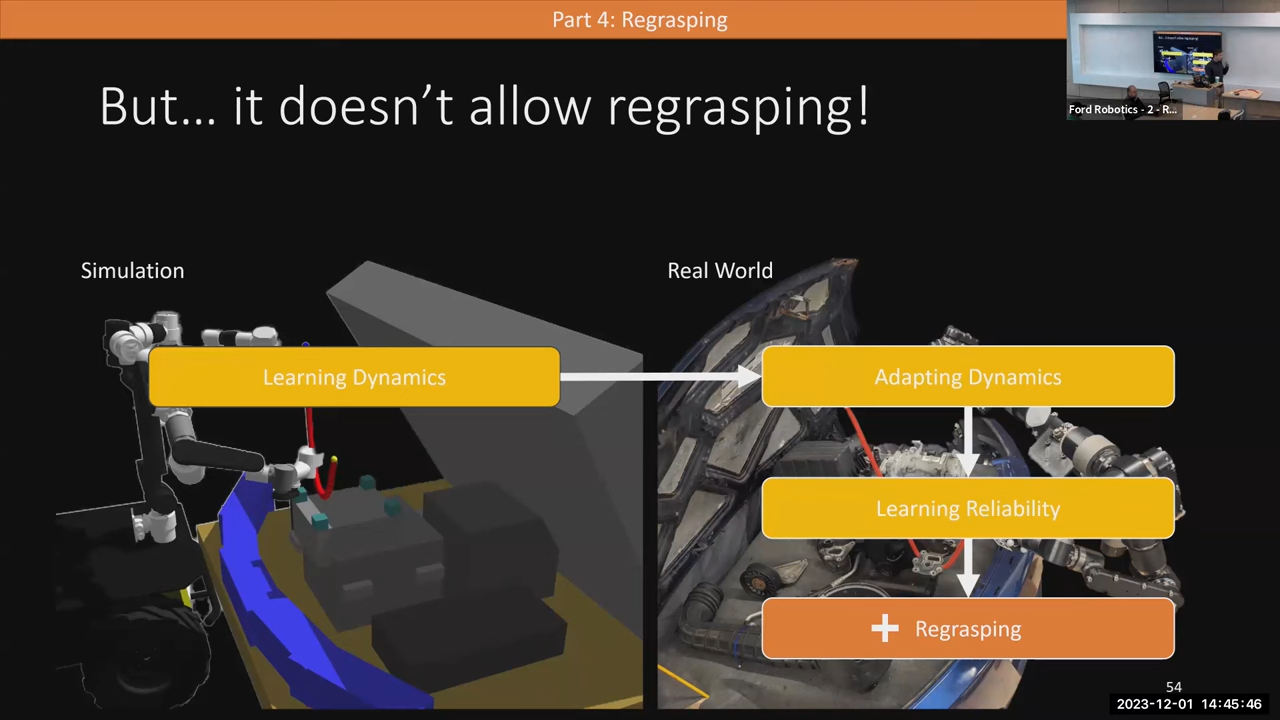 Part 4: Regrasping
But... it doesn't allow regrasping!
Ford Robotics - 2 - R...
Simulation
Real World
Learning Dynamics
Adapting Dynamics
Learning Reliability
+ Regrasping
54
2023-12-01 14:45:46